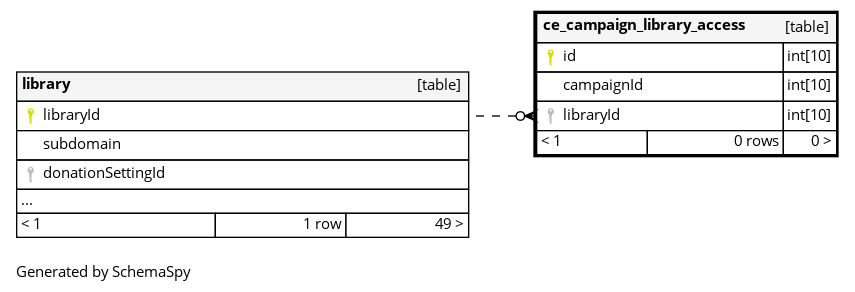 ce_campaign_library_access [table]
id int[10]
campaignId int[10]
libraryId int[10]
< 1 0 rows 0 >
library [table]
libraryId
subdomain
donationSettingId
...
< 1 1 row 49 >
Generated by SchemaSpy